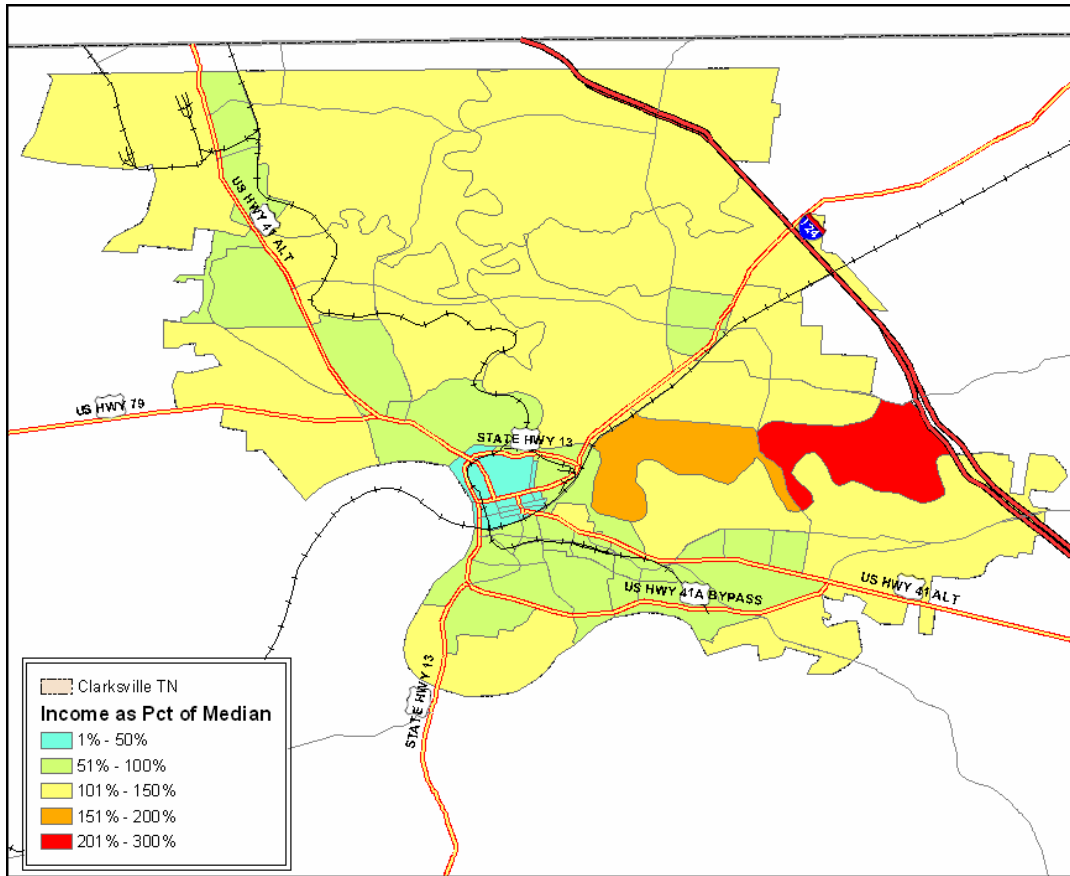 US HWY 41 ALT
I 24
US HWY 79
STATE HWY 13
US HWY 41A BYPASS
US HWY 41 ALT
STATE HWY 13
Clarksville TN
Income as Pct of Median
1% - 50%
51% - 100%
101% - 150%
151% - 200%
201% - 300%